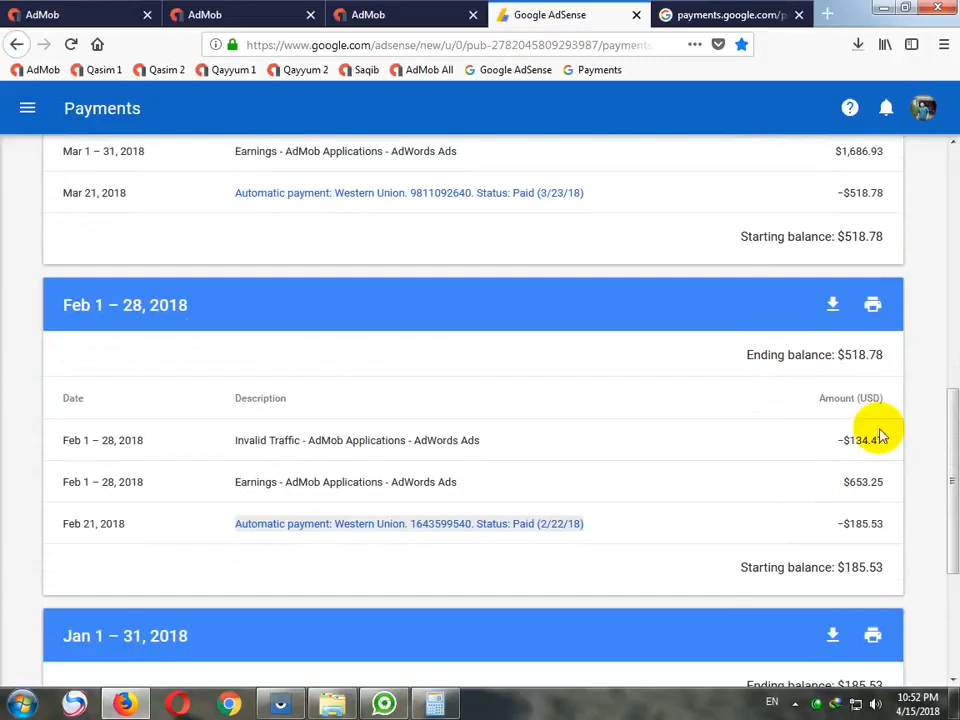 AdMob
AdMob
AdMob
Google AdSense
payments.google.com/p
https://www.google.com/adsense/new/u/0/pub-2782045809293987/payments
AdMob
Qasim 1
Qasim 2
Qayyum 1
Qayyum 2
Saqib
AdMob All
Google AdSense
Payments
Payments
Mar 1 – 31, 2018 Earnings - AdMob Applications - AdWords Ads $1,686.93
Mar 21, 2018 Automatic payment: Western Union. 9811092640. Status: Paid (3/23/18) −$518.78
Starting balance: $518.78
Feb 1 – 28, 2018
Ending balance: $518.78
Date Description Amount (USD)
Feb 1 – 28, 2018 Invalid Traffic - AdMob Applications - AdWords Ads −$134.47
Feb 1 – 28, 2018 Earnings - AdMob Applications - AdWords Ads $653.25
Feb 21, 2018 Automatic payment: Western Union. 1643599540. Status: Paid (2/22/18) −$185.53
Starting balance: $185.53
Jan 1 – 31, 2018
Ending balance: $185.53
EN
10:52 PM
4/15/2018